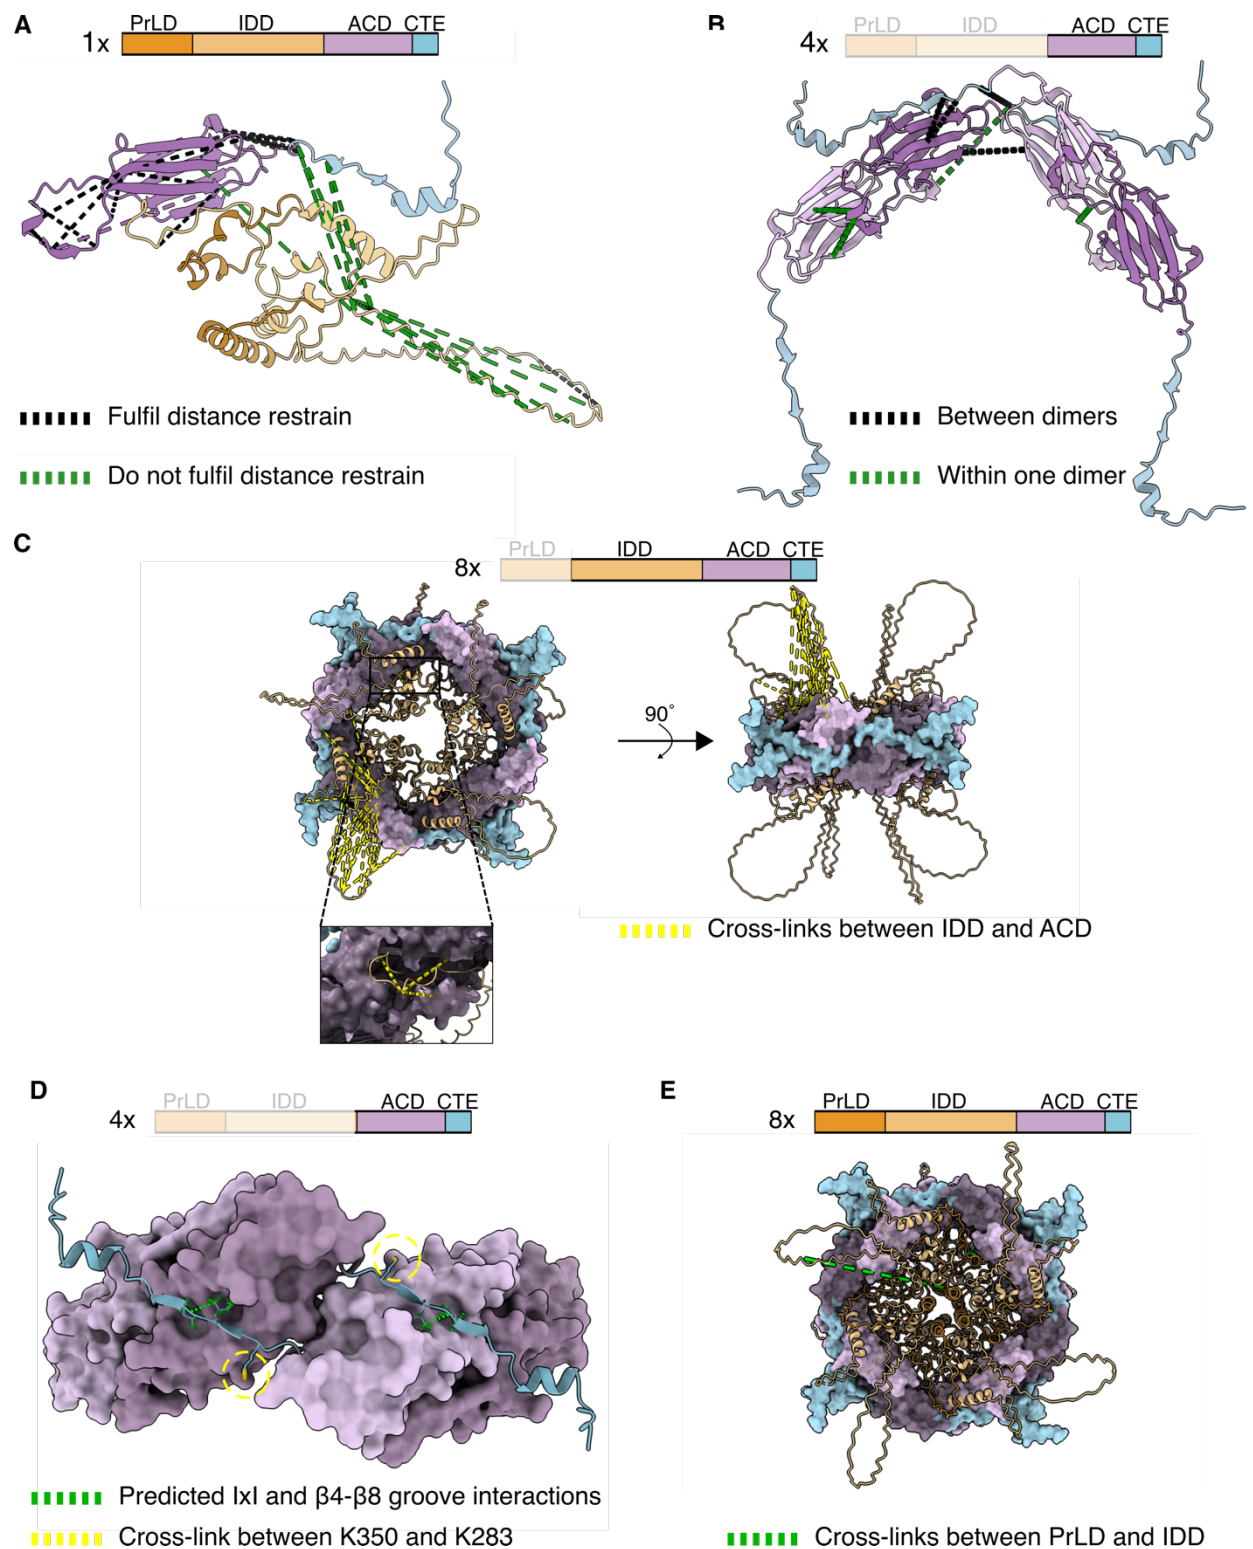 A
PrLD IDD ACD CTE
1x
Fulfil distance restrain
Do not fulfil distance restrain
B
PrLD IDD ACD CTE
4x
Between dimers
Within one dimer
C
PrLD IDD ACD CTE
8x
90°
Cross-links between IDD and ACD
D
PrLD IDD ACD CTE
4x
Predicted IxI and β4-β8 groove interactions
Cross-link between K350 and K283
E
PrLD IDD ACD CTE
8x
Cross-links between PrLD and IDD